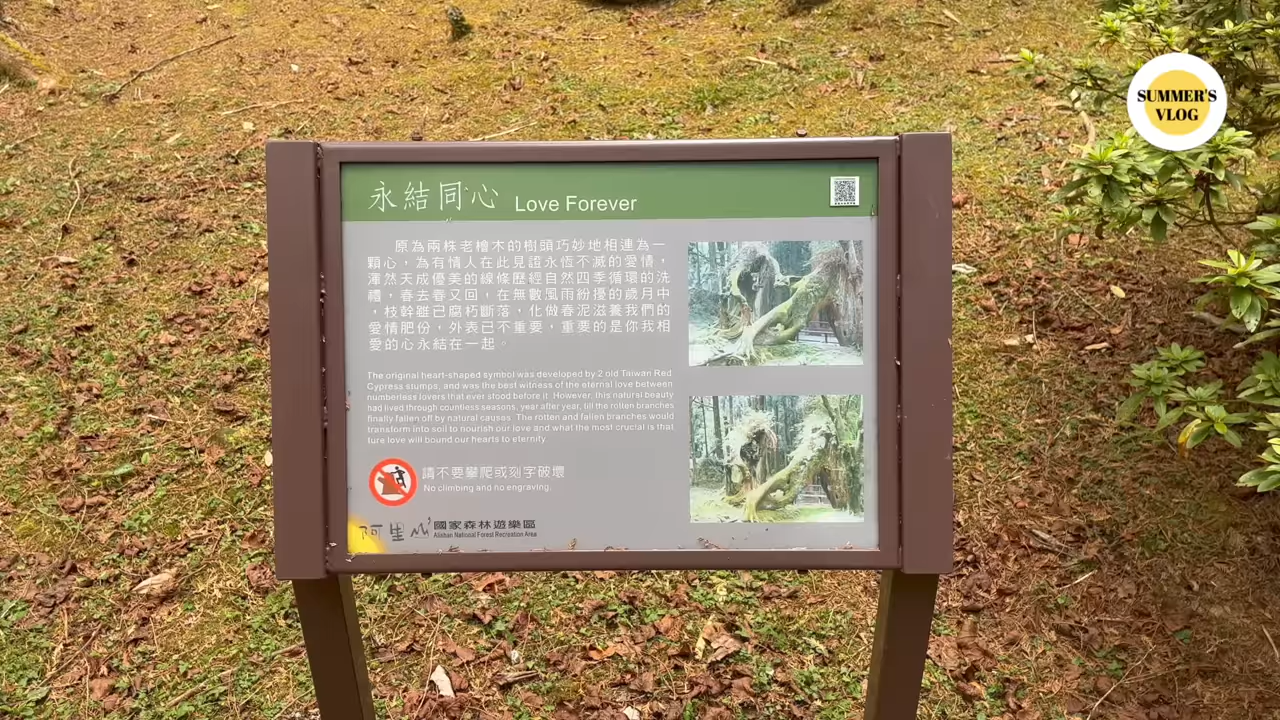 SUMMER'S
VLOG
永結同心 Love Forever
原為兩株老檜木的樹頭巧妙地相連為一
顆心，為有情人在此見證永恆不滅的愛情，
渾然天成優美的線條歷經自然四季循環的洗
禮，春去春又回，在無數風雨紛擾的歲月中
，枝幹雖已腐朽斷落，化做春泥滋養我們的
愛情肥份，外表已不重要，重要的是你我相
愛的心永結在一起。
The original heart-shaped symbol was developed by 2 old Taiwan Red
Cypress stumps, and was the best witness of the eternal love between
numberless lovers that ever stood before it. However, this natural beauty
had lived through countless seasons, year after year, till the rotten branches
finally fallen off by natural causes. The rotten and fallen branches would
transform into soil to nourish our love and what the most crucial is that
ture love will bound our hearts to eternity.
請不要攀爬或刻字破壞
No climbing and no engraving.
阿里山 國家森林遊樂區
Alishan National Forest Recreation Area